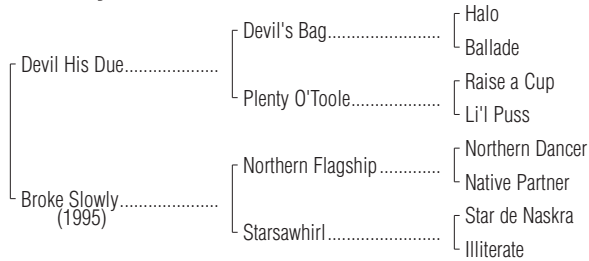 Halo
Devil's Bag.....................
Ballade
Devil His Due...................
Raise a Cup
Plenty O'Toole..................
Li'l Puss
Northern Dancer
Northern Flagship.............
Native Partner
Broke Slowly....................
(1995)
Star de Naskra
Starsawhirl.....................
Illiterate